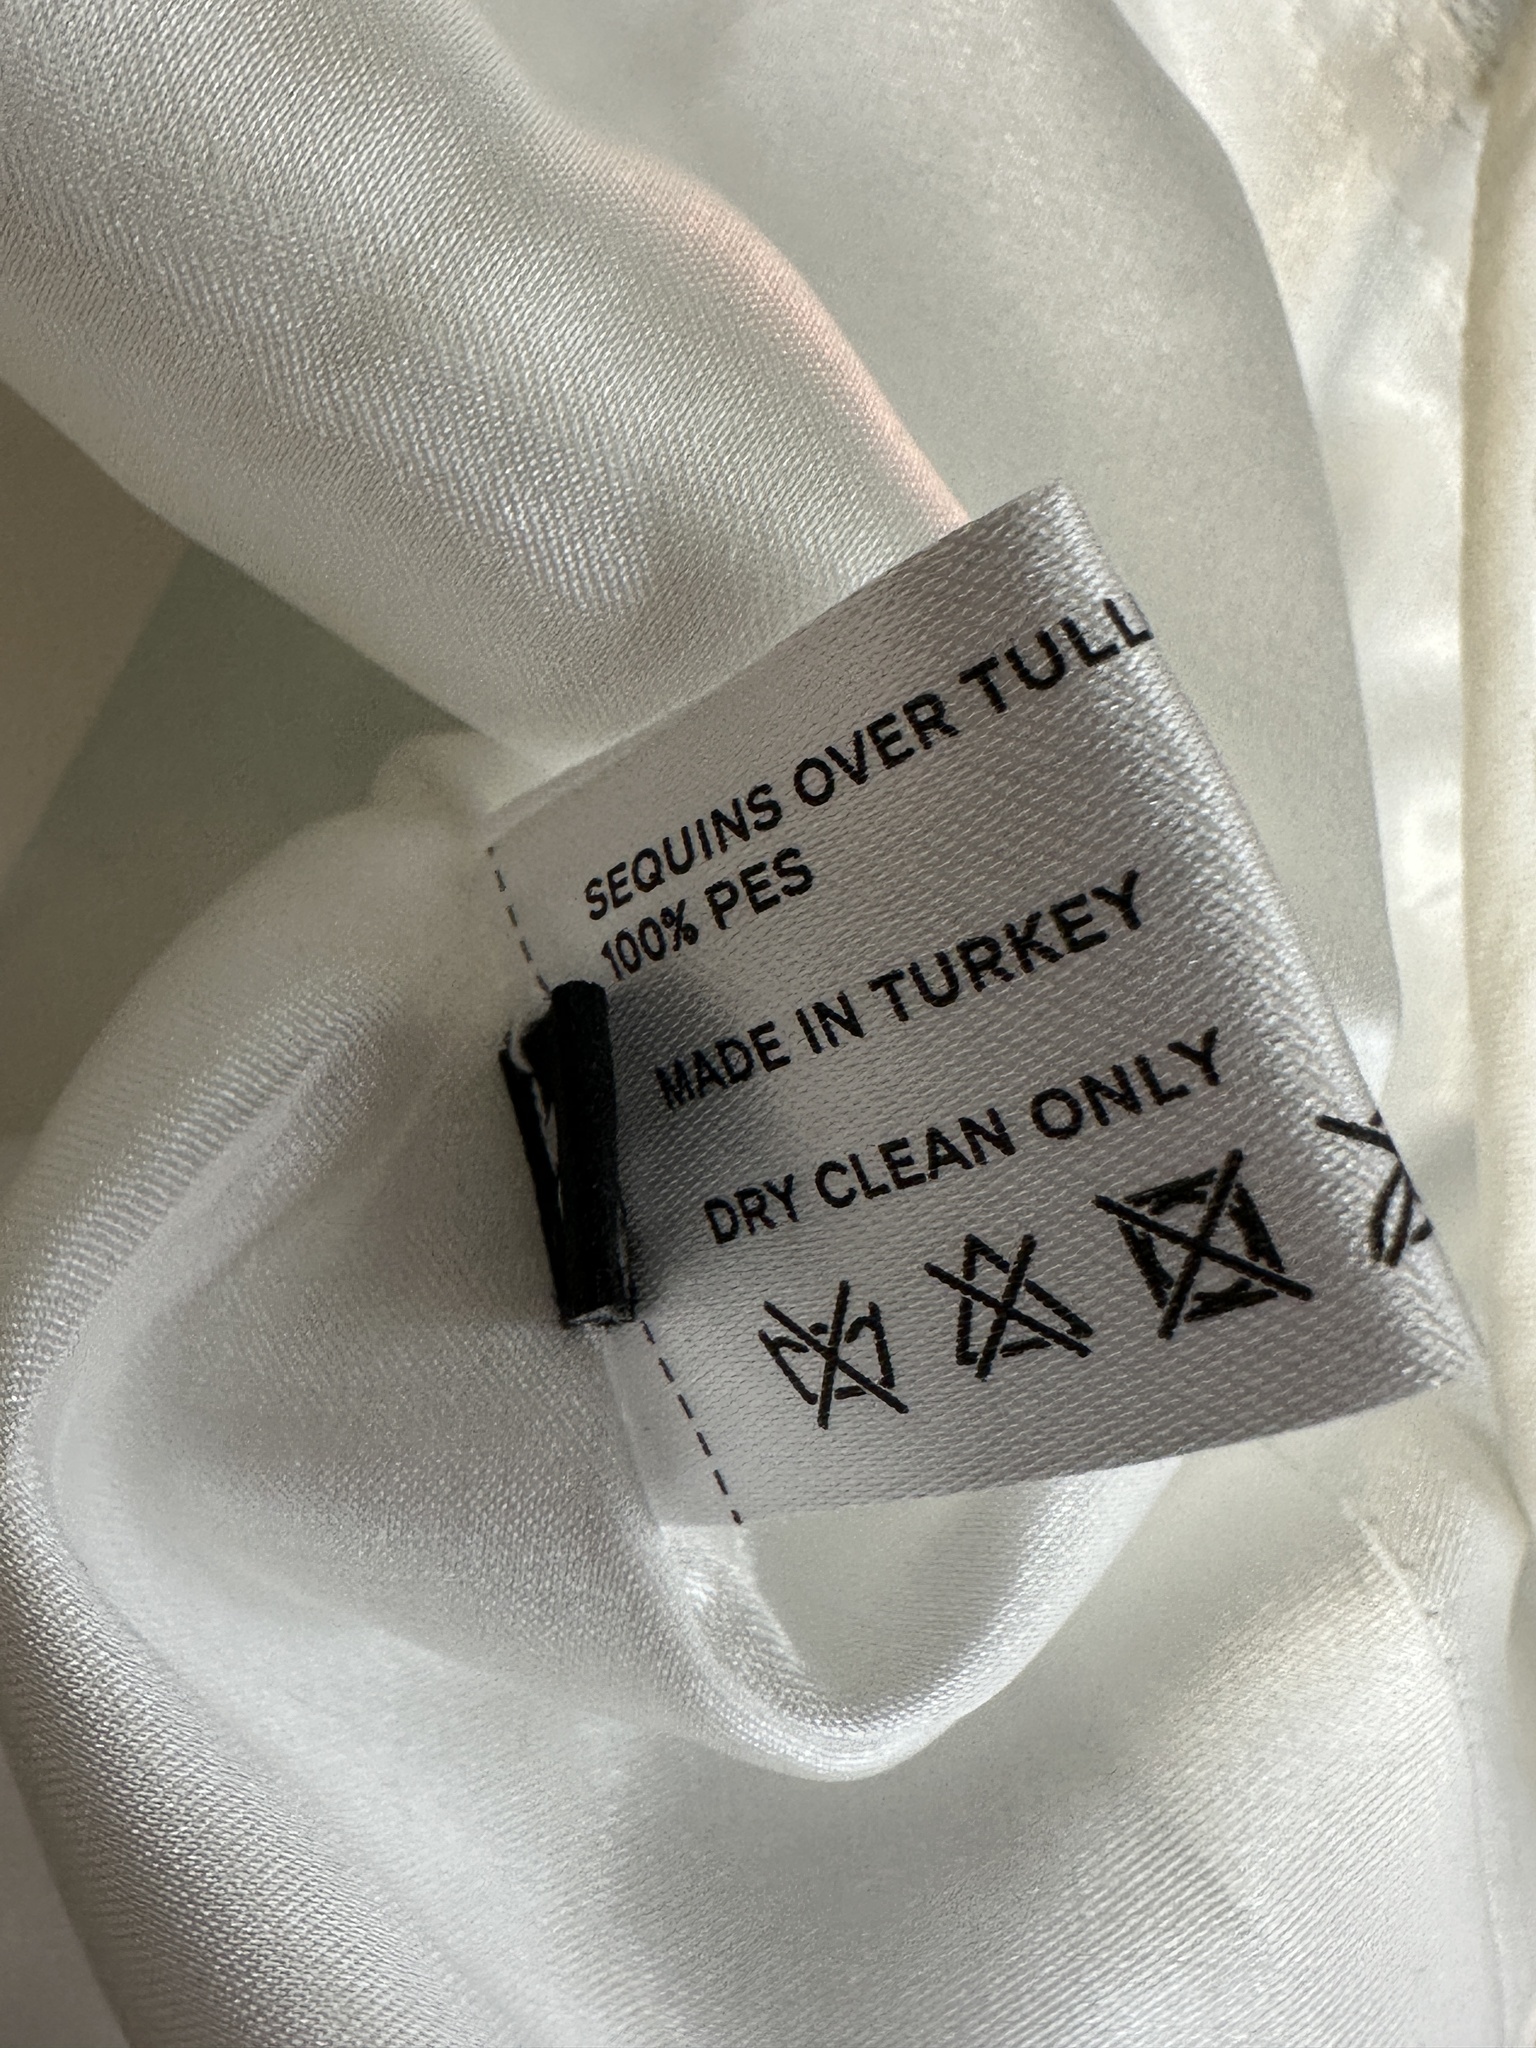 SEQUINS OVER TULL
100% PES
MADE IN TURKEY
DRY CLEAN ONLY